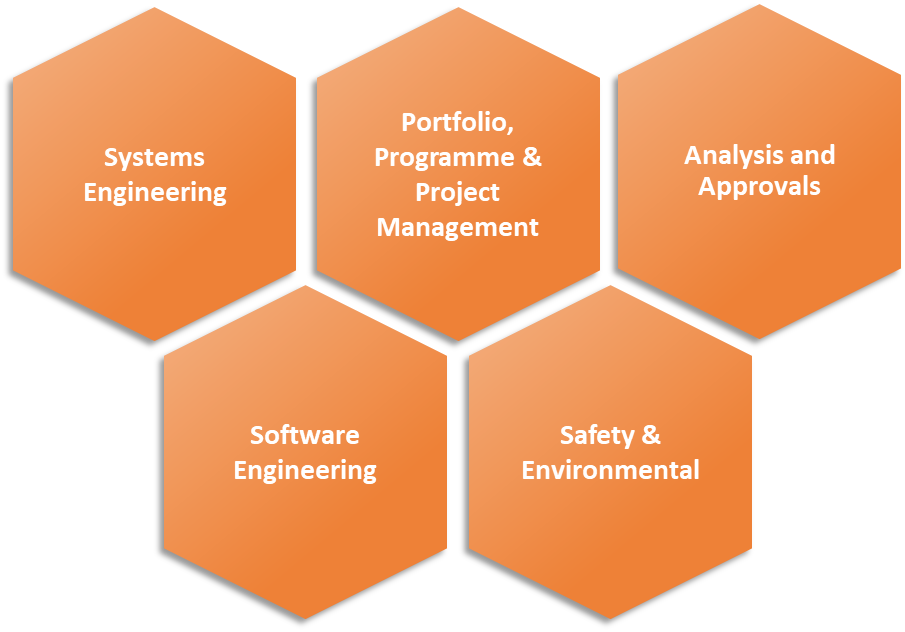 Systems
Engineering
Portfolio,
Programme &
Project
Management
Analysis and
Approvals
Software
Engineering
Safety &
Environmental